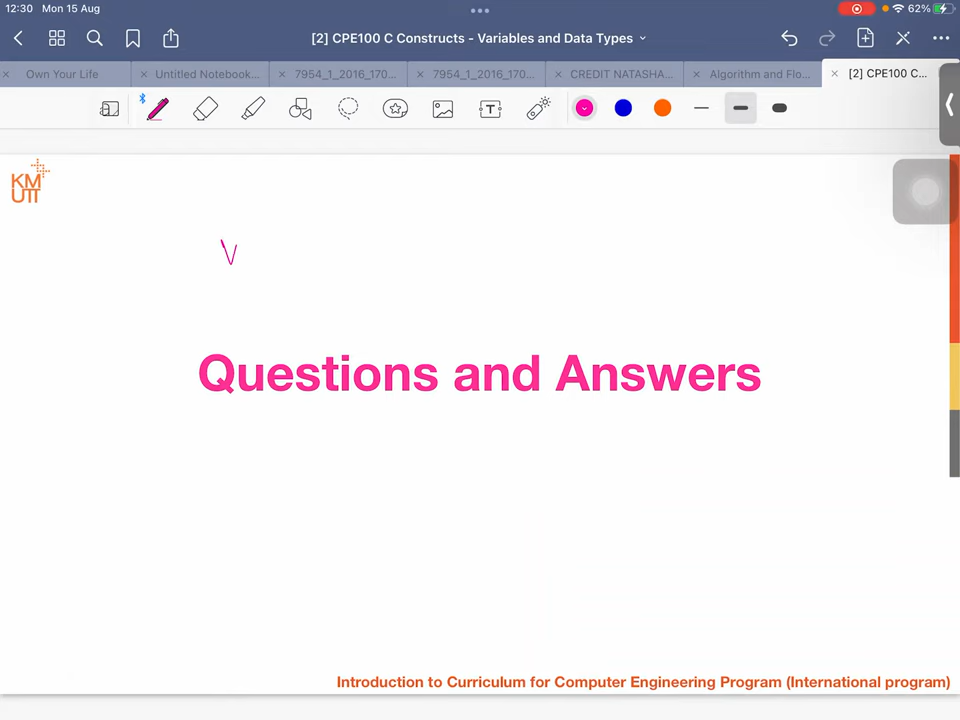 12:30 Mon 15 Aug
62%
[2] CPE100 C Constructs - Variables and Data Types
Own Your Life
Untitled Notebook...
7954_1_2016_170...
7954_1_2016_170...
CREDIT NATASHA...
Algorithm and Flo...
[2] CPE100 C...
KM
UTT
V
Questions and Answers
Introduction to Curriculum for Computer Engineering Program (International program)